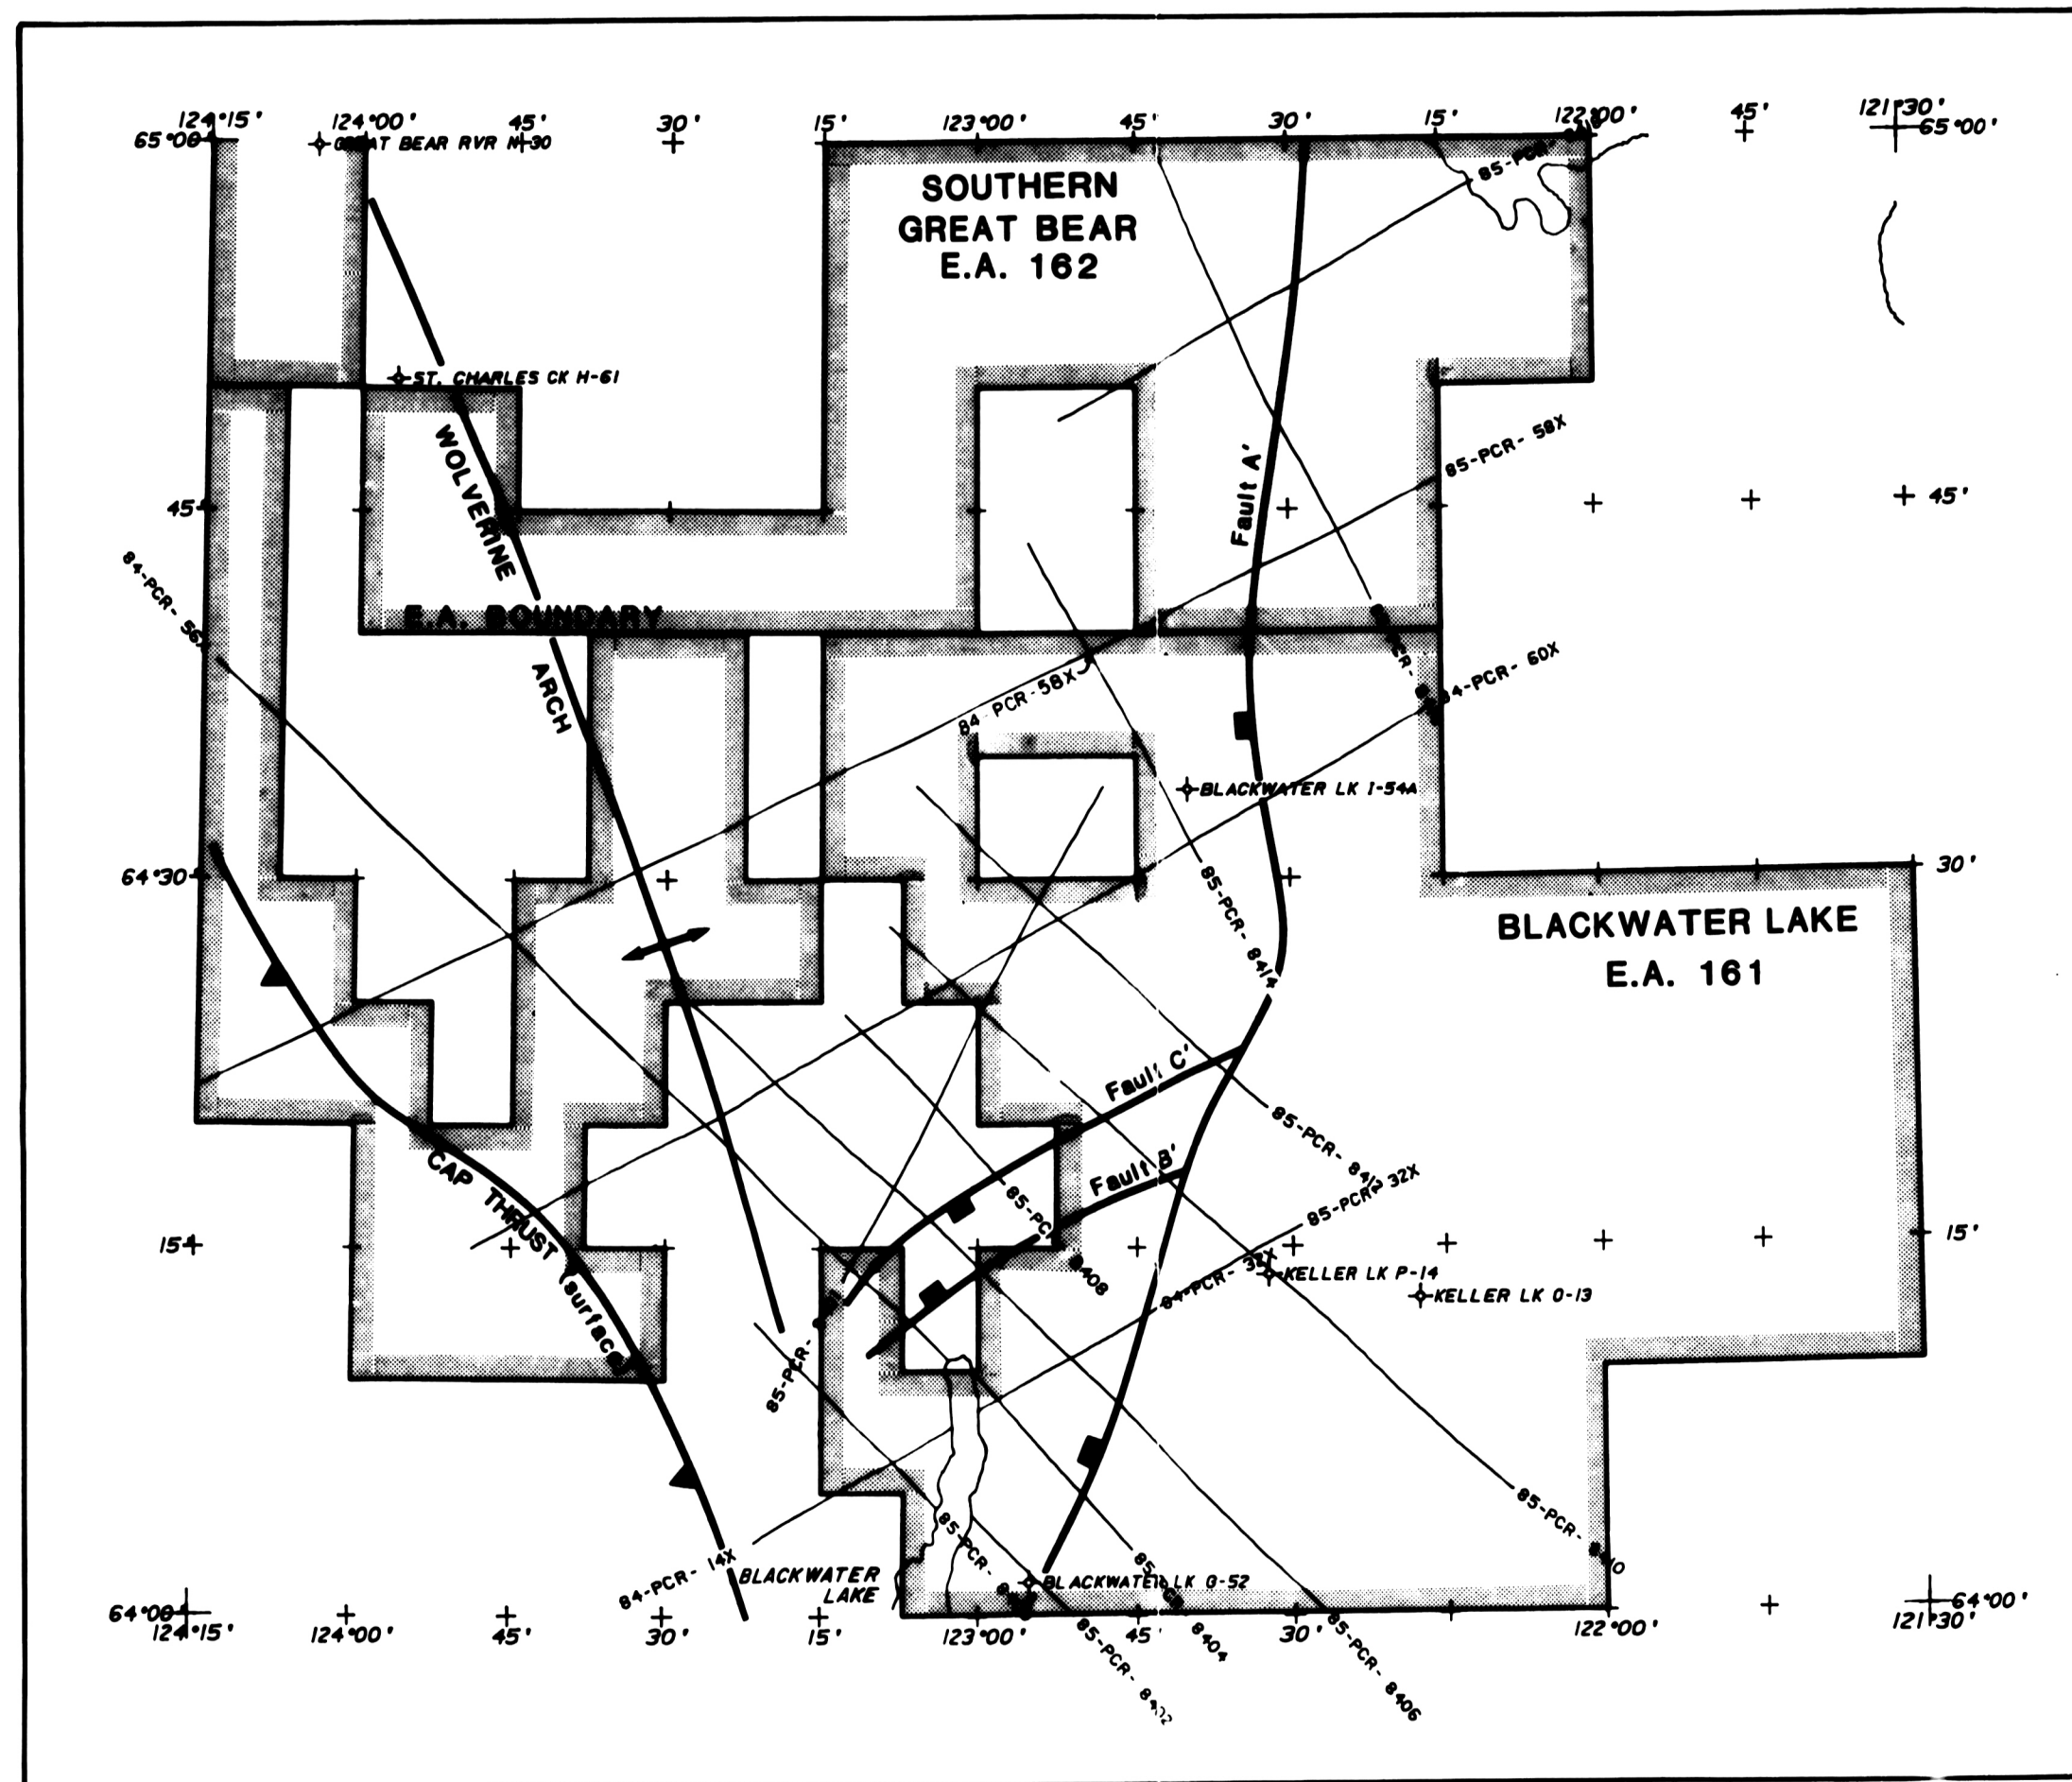 124°15'
124°00'
45'
30'
15'
123°00'
45'
30'
15'
122°00'
45'
121°30'
65°00'
65°00'
GREAT BEAR RVR N-30
SOUTHERN
GREAT BEAR
E.A. 162
85-PCR-
ST. CHARLES CK H-61
WOLVERINE
ARCH
Fault A'
85-PCR-58X
45'
45'
84-PCR-56X
E.A. BOUNDARY
84-PCR-58X
84-PCR-60X
BLACKWATER LK I-54A
64°30'
30'
85-PCR-8414
BLACKWATER LAKE
E.A. 161
Fault C'
Fault B'
85-PCR-8412
85-PCR-32X
CAP THRUST (surface)
85-PCR-8408
15'
15'
84-PCR-32X
KELLER LK P-14
KELLER LK O-13
85-PCR-
85-PCR-8410
85-PCR-
84-PCR-14X
BLACKWATER
LAKE
BLACKWATER LK G-52
85-PCR
8404
64°00'
64°00'
124°15'
124°00'
45'
30'
15'
123°00'
45'
30'
122°00'
121°30'
85-PCR-8402
85-PCR-8406